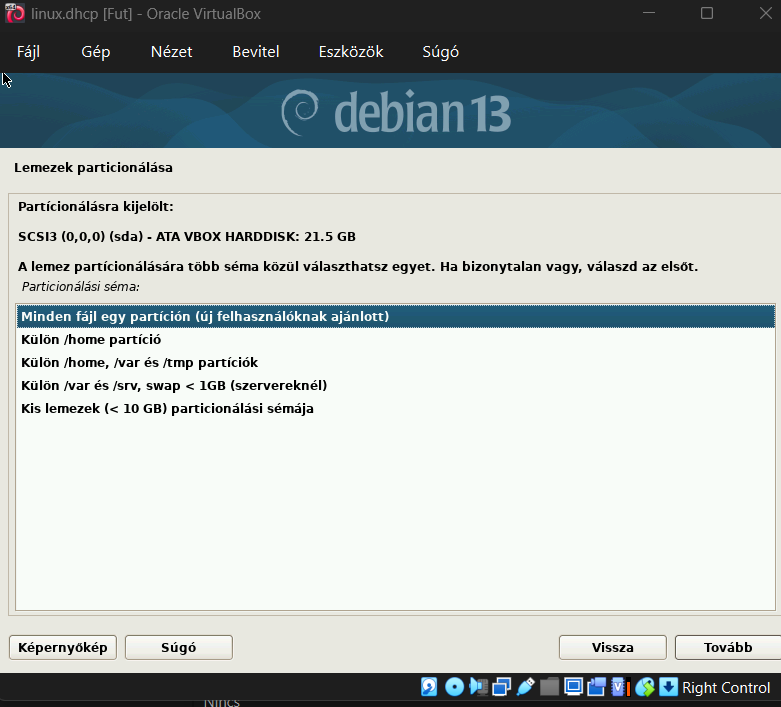 linux.dhcp [Fut] - Oracle VirtualBox
Fájl Gép Nézet Bevitel Eszközök Súgó
debian 13
Lemezek particionálása
Partícionálásra kijelölt:
SCSI3 (0,0,0) (sda) - ATA VBOX HARDDISK: 21.5 GB
A lemez partícionálására több séma közül választhatsz egyet. Ha bizonytalan vagy, válaszd az elsőt.
Particionálási séma:
Minden fájl egy partíción (új felhasználóknak ajánlott)
Külön /home partíció
Külön /home, /var és /tmp partíciók
Külön /var és /srv, swap < 1GB (szervereknél)
Kis lemezek (< 10 GB) particionálási sémája
Képernyőkép Súgó Vissza Tovább
Right Control
Nincs